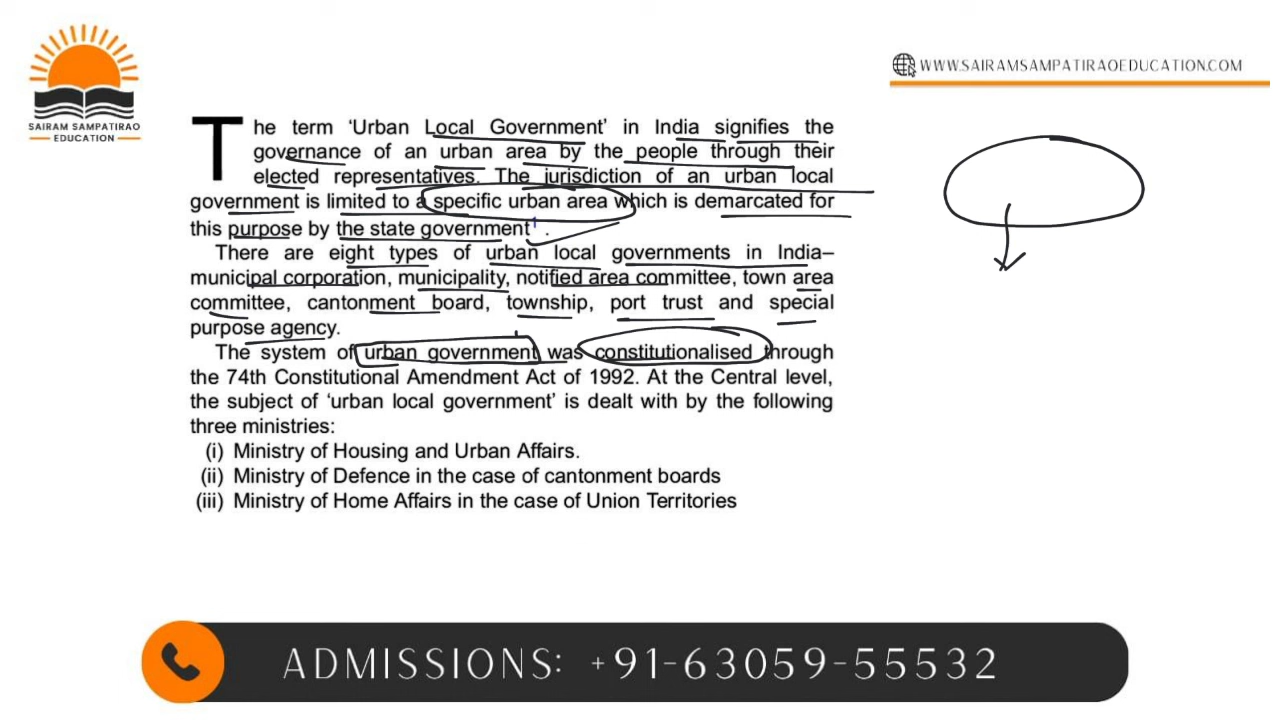 SAIRAM SAMPATIRAO
EDUCATION
WWW.SAIRAMSAMPATIRAOEDUCATION.COM
The term ‘Urban Local Government’ in India signifies the
governance of an urban area by the people through their
elected representatives. The jurisdiction of an urban local
government is limited to a specific urban area which is demarcated for
this purpose by the state government¹ .
There are eight types of urban local governments in India–
municipal corporation, municipality, notified area committee, town area
committee, cantonment board, township, port trust and special
purpose agency.
The system of urban government was constitutionalised through
the 74th Constitutional Amendment Act of 1992. At the Central level,
the subject of ‘urban local government’ is dealt with by the following
three ministries:
(i) Ministry of Housing and Urban Affairs.
(ii) Ministry of Defence in the case of cantonment boards
(iii) Ministry of Home Affairs in the case of Union Territories
ADMISSIONS: +91-63059-55532